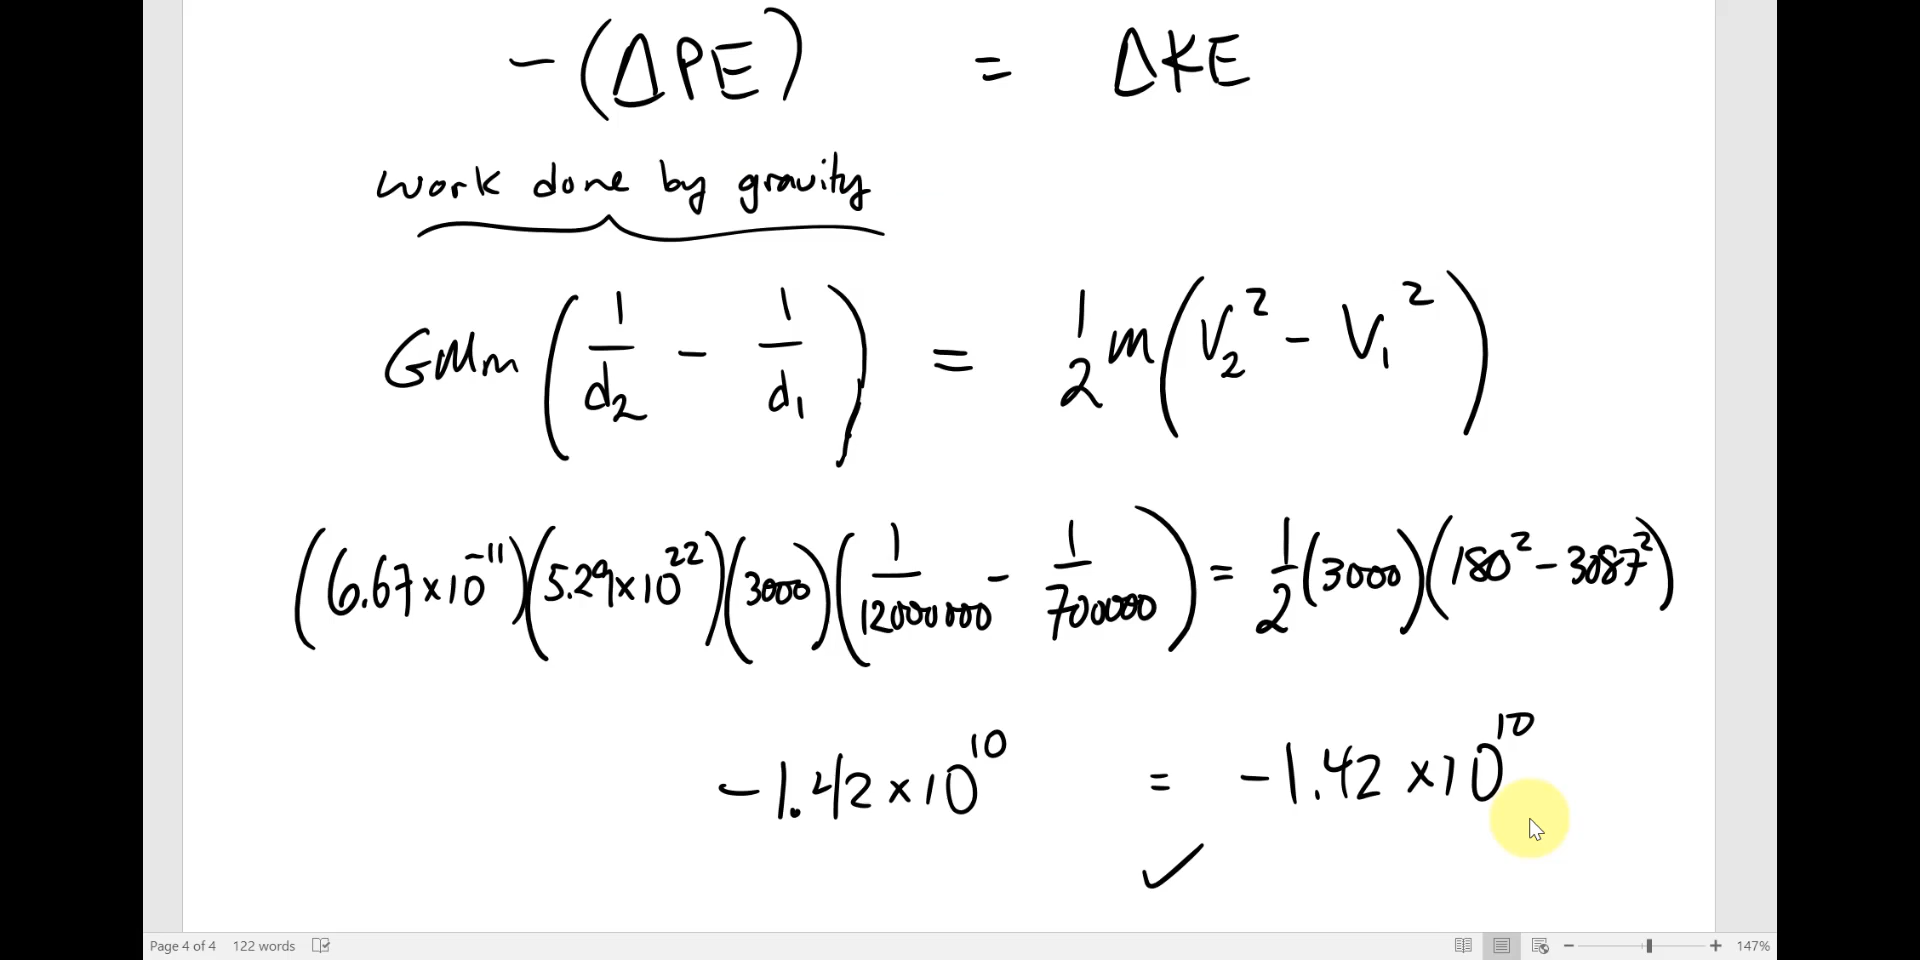 -(ΔPE) = ΔKE
work done by gravity
GMm(1/d₂ - 1/d₁) = 1/2 m(V₂² - V₁²)
(6.67×10⁻¹¹)(5.29×10²²)(3000)(1/12000000 - 1/700000) = 1/2(3000)(180² - 3087²)
-1.42×10¹⁰ = -1.42×10¹⁰
✓
Page 4 of 4 122 words 147%